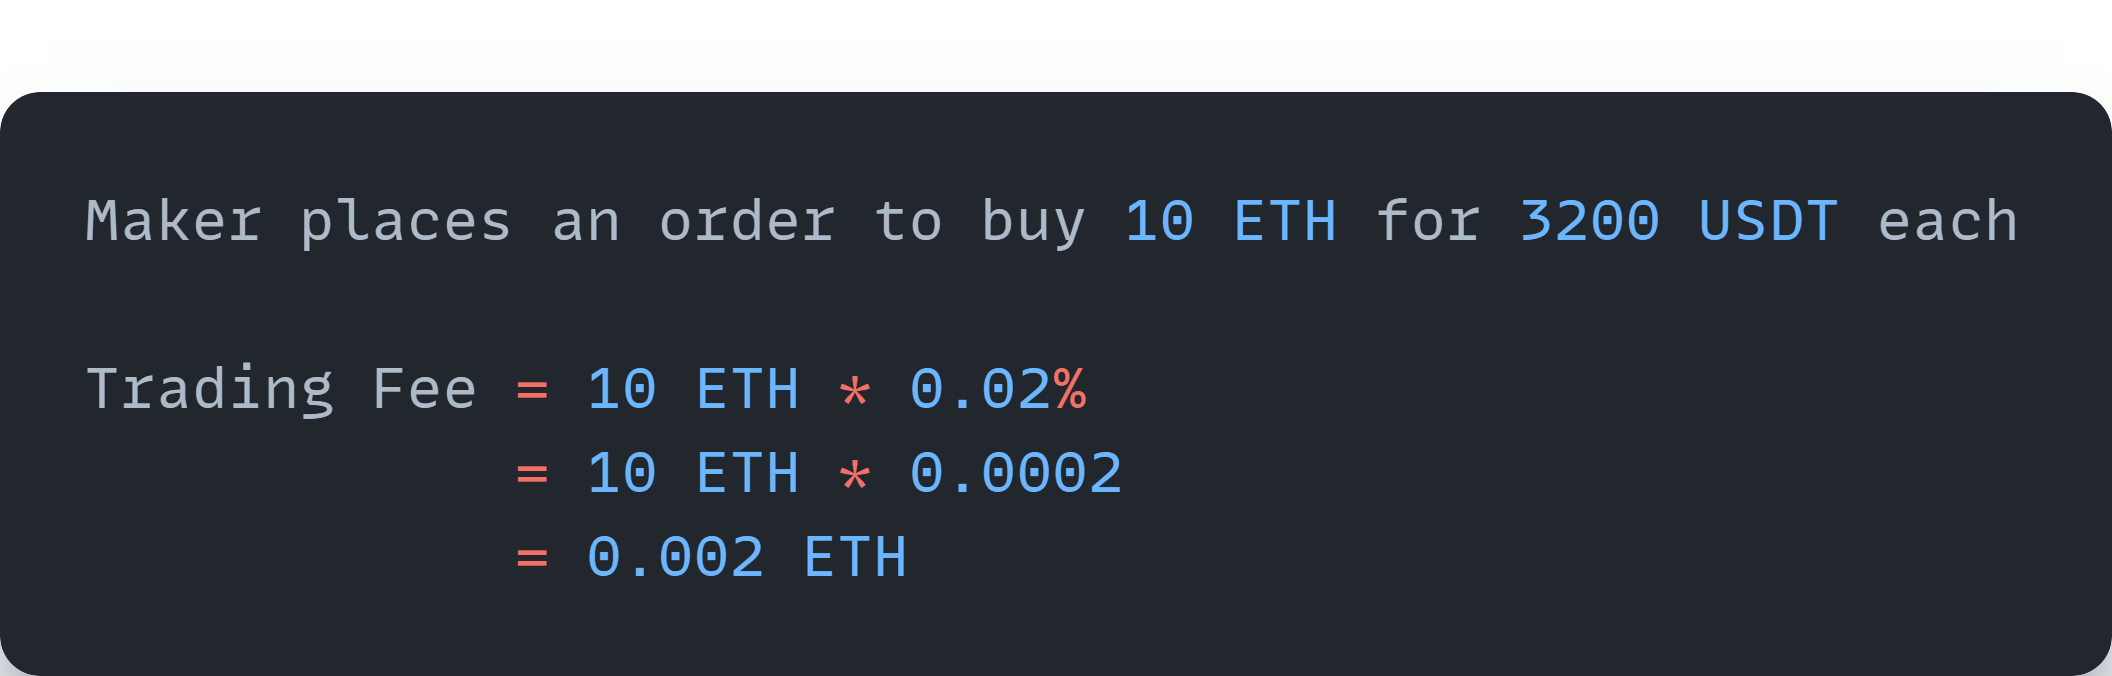 Maker places an order to buy 10 ETH for 3200 USDT each
Trading Fee = 10 ETH * 0.02%
= 10 ETH * 0.0002
= 0.002 ETH